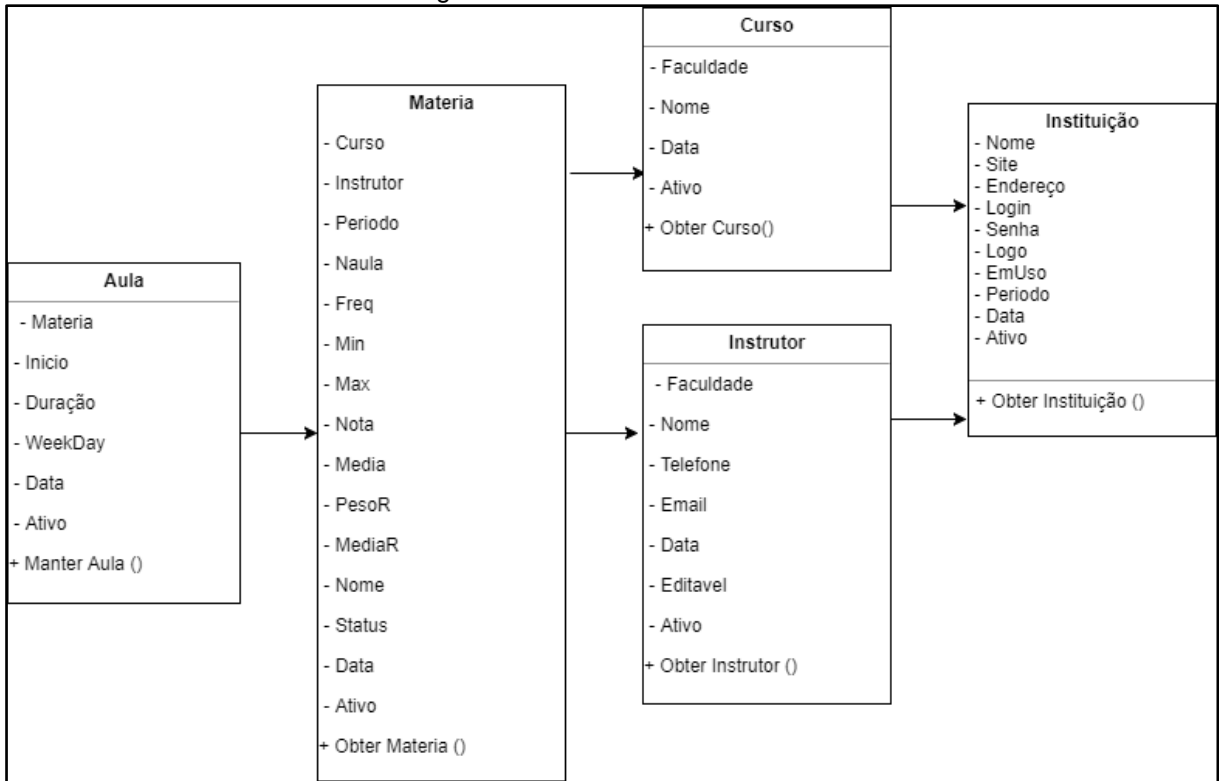 Curso
- Faculdade
- Nome
- Data
- Ativo
+ Obter Curso()
Materia
- Curso
- Instrutor
- Periodo
- Naula
- Freq
- Min
- Max
- Nota
- Media
- PesoR
- MediaR
- Nome
- Status
- Data
- Ativo
+ Obter Materia ()
Instituição
- Nome
- Site
- Endereço
- Login
- Senha
- Logo
- EmUso
- Periodo
- Data
- Ativo
+ Obter Instituição ()
Aula
- Materia
- Inicio
- Duração
- WeekDay
- Data
- Ativo
+ Manter Aula ()
Instrutor
- Faculdade
- Nome
- Telefone
- Email
- Data
- Editavel
- Ativo
+ Obter Instrutor ()